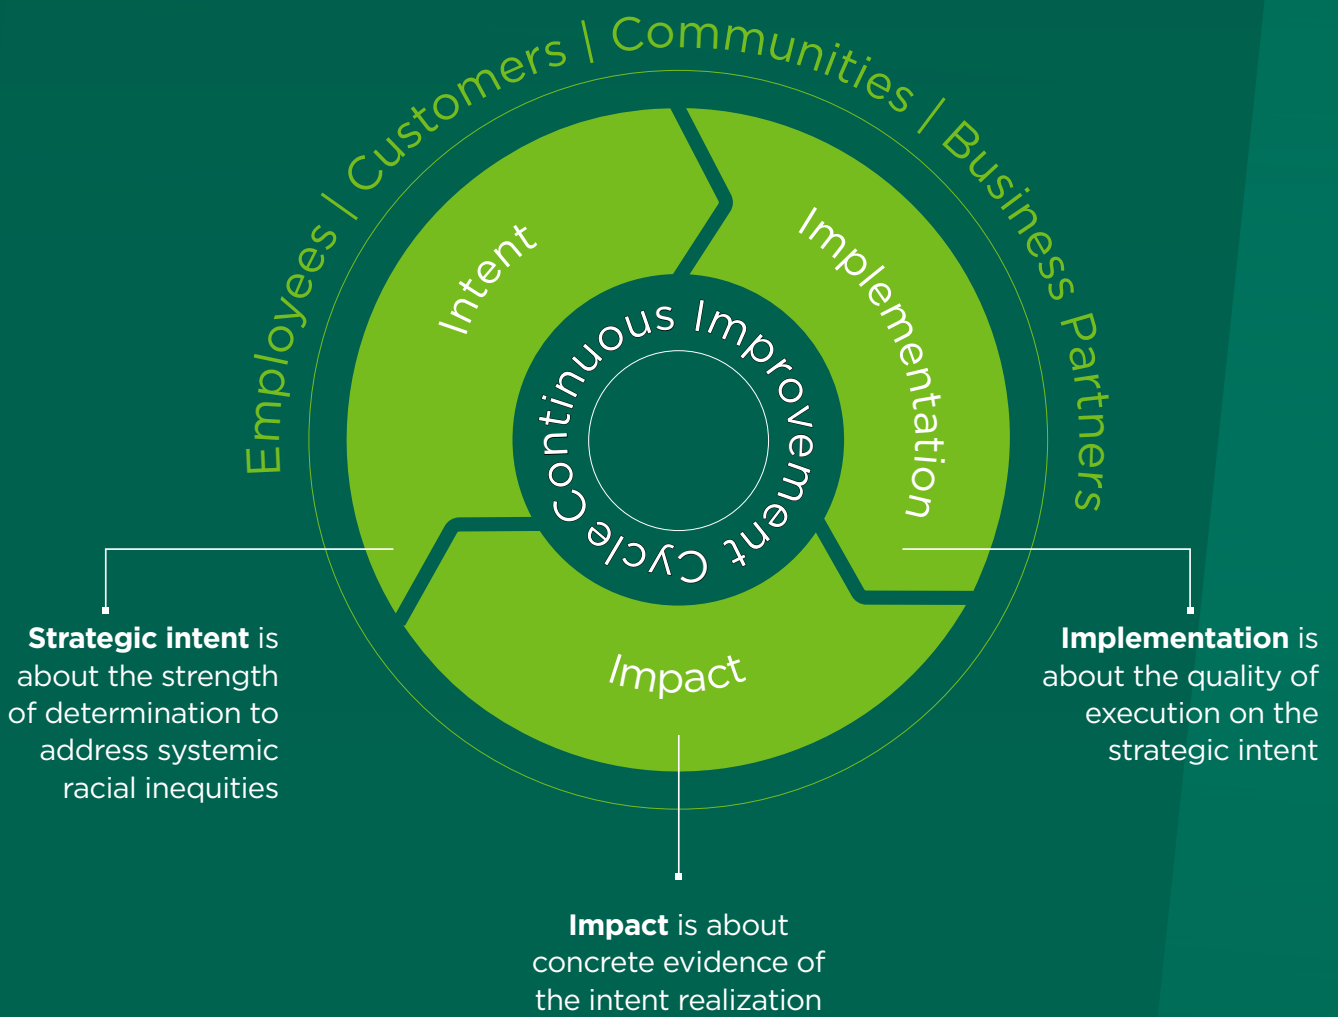 Employees | Customers | Communities | Business Partners
Intent
Implementation
Continuous Improvement Cycle
Impact
Strategic intent is
about the strength
of determination to
address systemic
racial inequities
Implementation is
about the quality of
execution on the
strategic intent
Impact is about
concrete evidence of
the intent realization